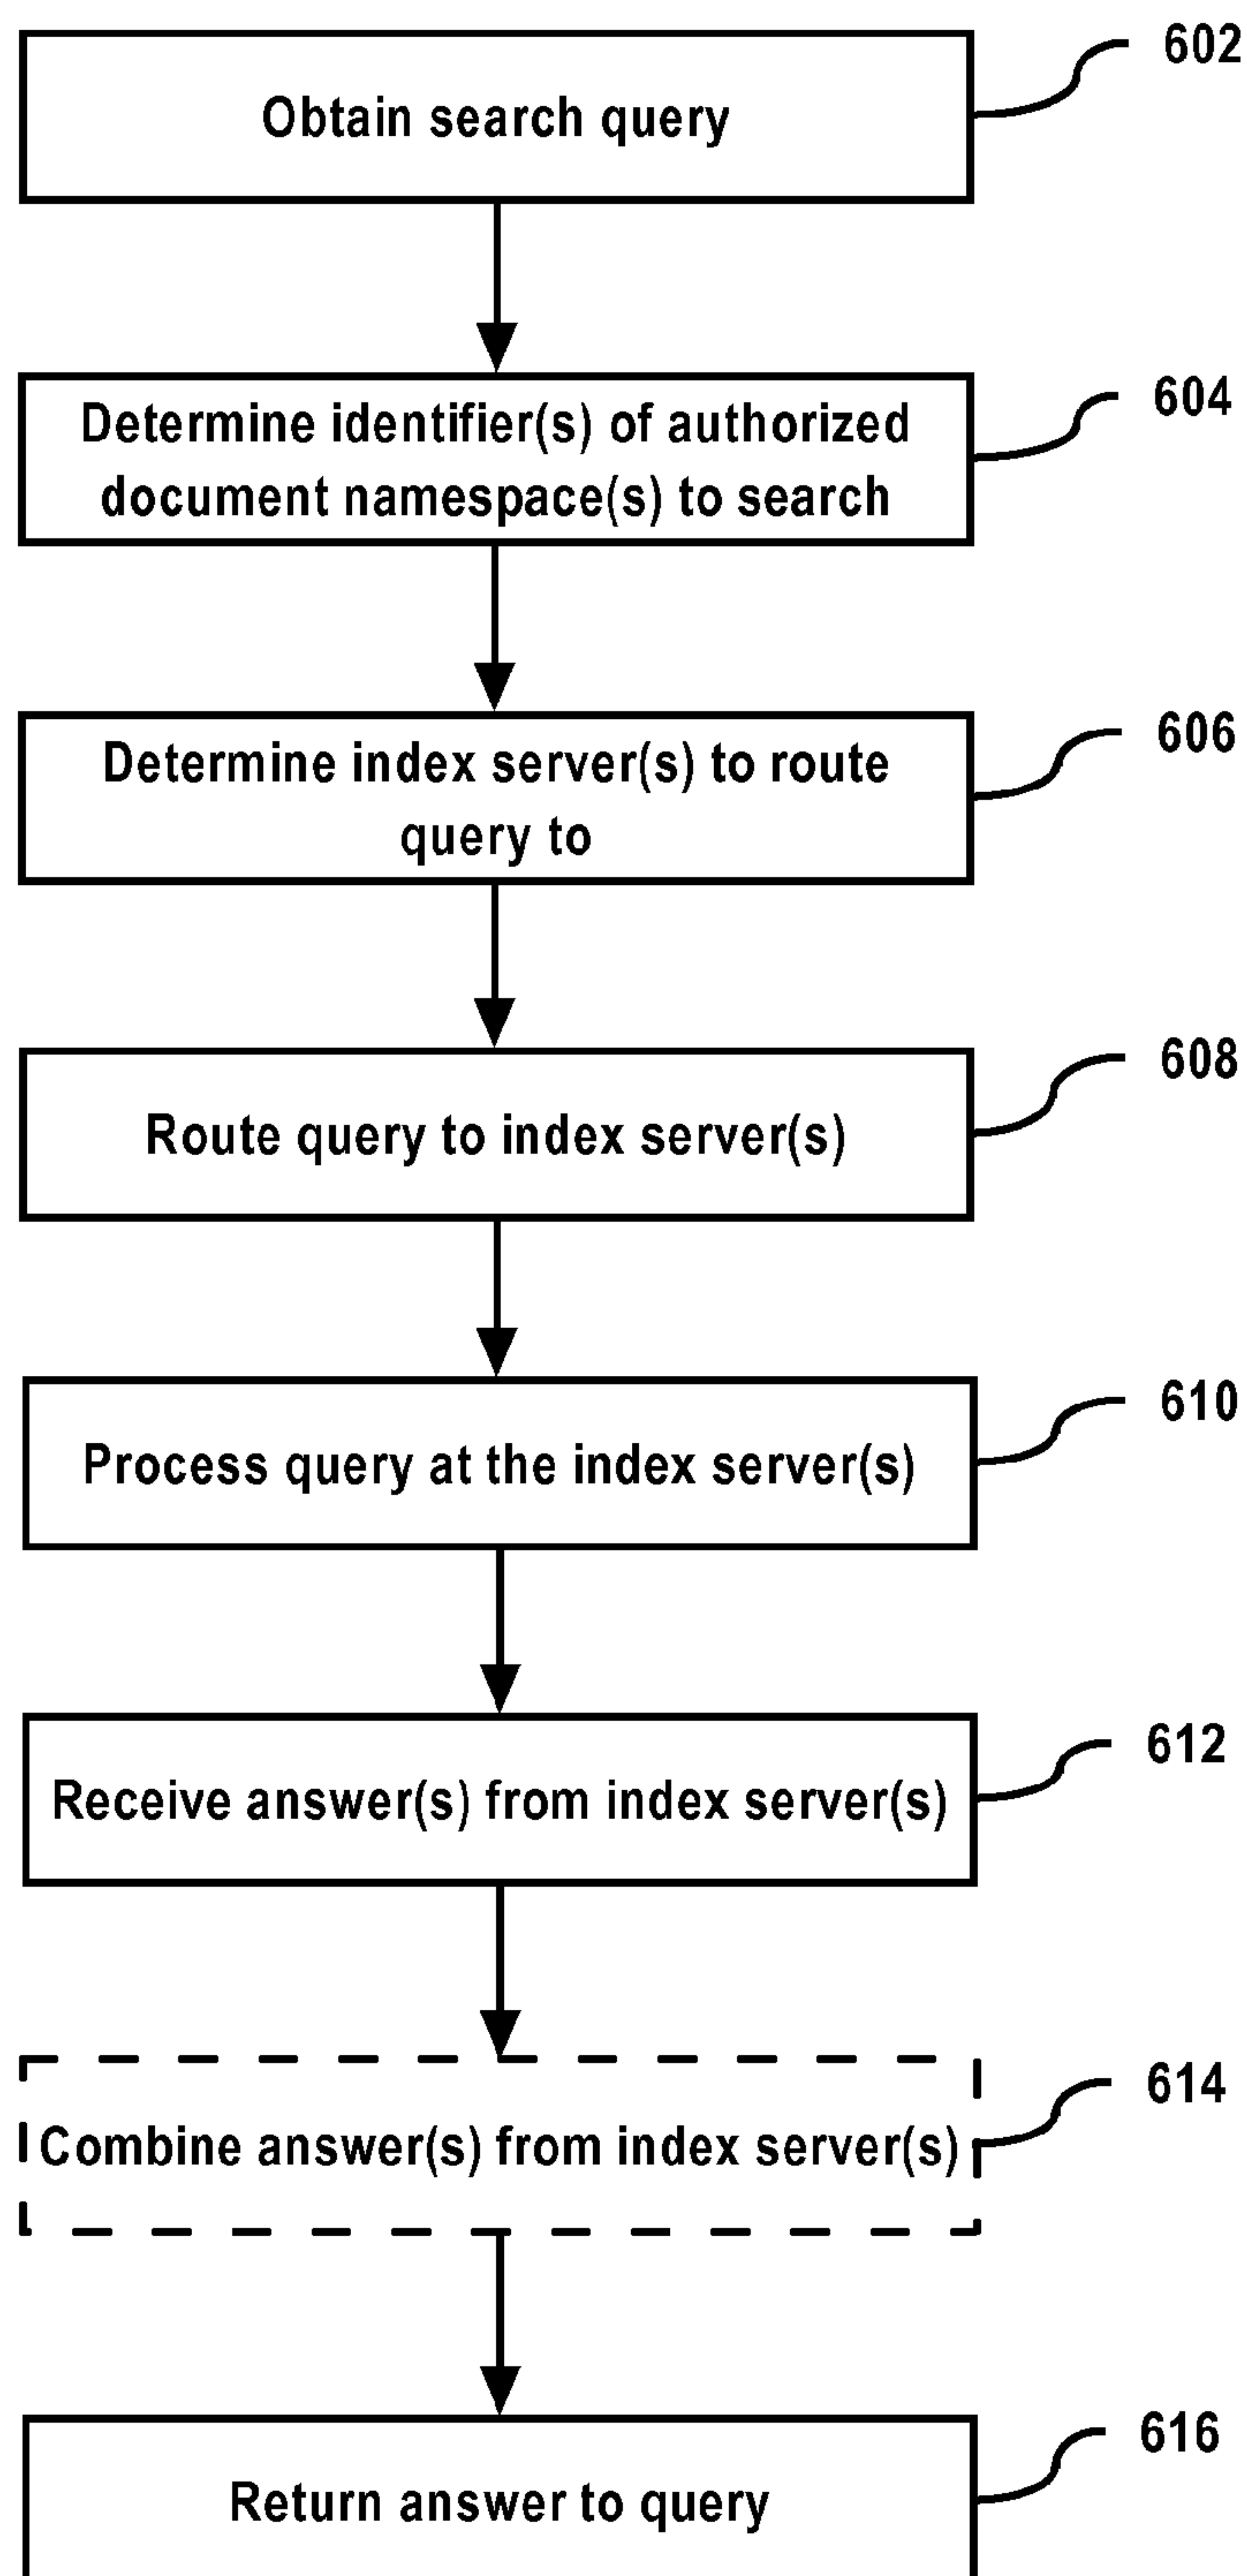 602
Obtain search query
604
Determine identifier(s) of authorized
document namespace(s) to search
606
Determine index server(s) to route
query to
608
Route query to index server(s)
610
Process query at the index server(s)
612
Receive answer(s) from index server(s)
614
Combine answer(s) from index server(s)
616
Return answer to query